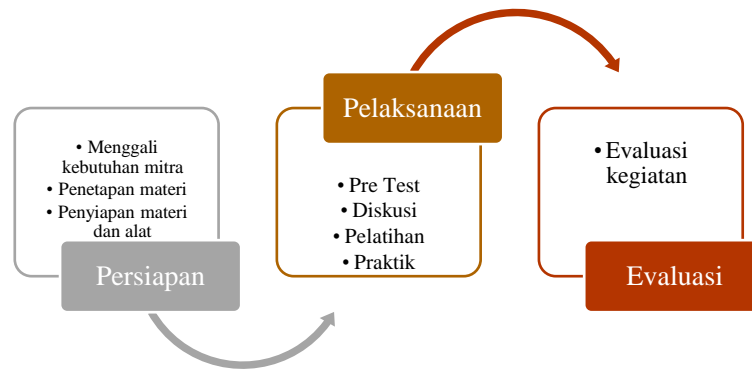 • Menggali
kebutuhan mitra
• Penetapan materi
• Penyiapan materi
dan alat
Persiapan
Pelaksanaan
• Pre Test
• Diskusi
• Pelatihan
• Praktik
• Evaluasi
kegiatan
Evaluasi